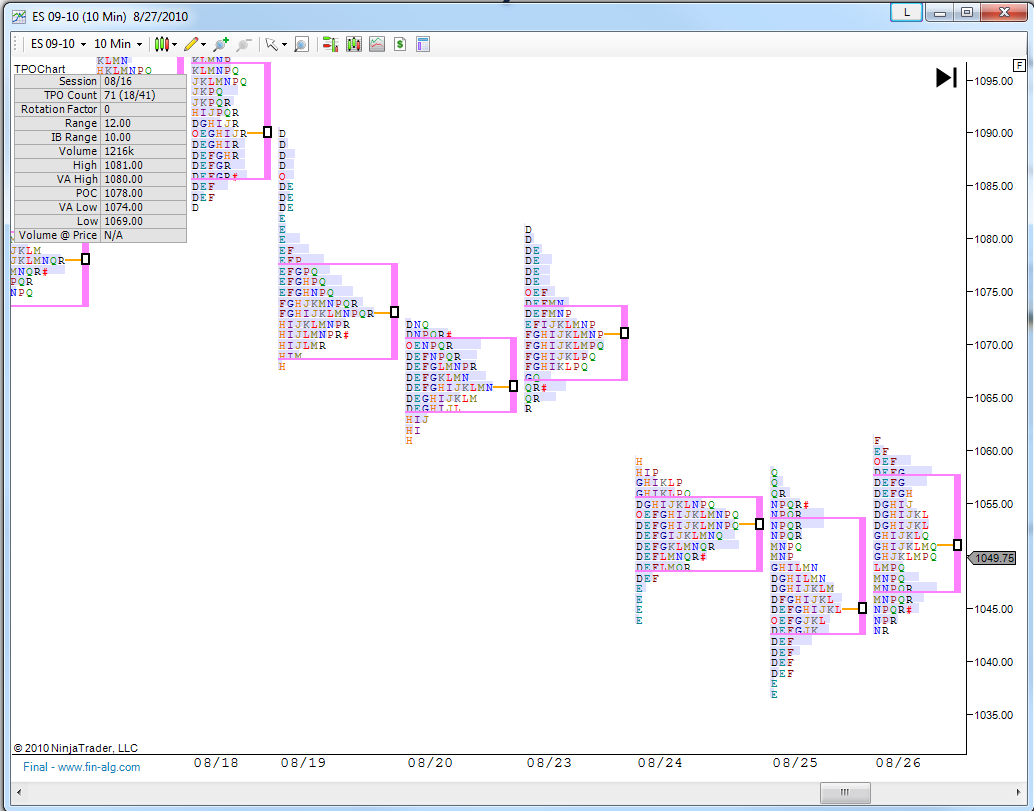 ES 09-10 (10 Min)  8/27/2010
L
ES 09-10
10 Min
$
F
TPOChart
Session 08/16
TPO Count 71 (18/41)
Rotation Factor 0
Range 12.00
IB Range 10.00
Volume 1216k
High 1081.00
VA High 1080.00
POC 1078.00
VA Low 1074.00
Low 1069.00
Volume @ Price N/A
KLMN
HKLMNPQ
JKLM
JKLMNQR
MNQR#
PQR
NPQ
KLMNP
KLMNPQ
JKLMNPQ
JKPQ
JKPQR
HIJPQR
DGHIJR
OEGHIJR
DEGHIR
DEFGHR
DEFGR
DEFGR#
DEF
DEF
D
D
D
D
D
O
DE
DE
DE
E
E
E
EF
EFP
EFGPQ
EFGHPQ
EFGHNPQ
FGHJKMNPQR
FGHIJKLMNPQR
HIJKLMNPR
HIJLMNPR#
HIJLMR
HIM
H
DNQ
DNPQR#
OENPQR
DEFNPQR
DEFGLMNPR
DEFGKLMN
DEFGHIJKLMN
DEGHIJKLM
DEGHIJL
HIJ
HI
H
D
D
DE
DE
DE
DE
OEF
DEFMN
DEFMNP
EFIJKLMNP
FGHIJKLMNPQ
FGHIJKLMPQ
FGHIJKLPQ
FGHIKLPQ
GQ
QR#
QR
R
H
HIP
GHIKLP
GHIKLPQ
DGHIJKLNPQ
OEFGHIJKLMNPQ
DEFGHIJKLMNPQ
DEFGIJKLMNQ
DEFGKLMNQR
DEFLMNQR#
DEFLMQR
DEF
E
E
E
E
Q
Q
QR
NPQR#
NPQR
NPQR
NPQR
MNPQ
MNP
GHILMN
DGHILMN
DGHIJKLM
DFGHIJKL
DEFGHIJKL
OEFGJKL
DEFGJK
DEF
DEF
DEF
DEF
E
E
F
EF
OEF
DEFG
DEFG
DEFGH
DGHIJ
DGHIJKL
DGHIJKL
GHIJKLQ
GHIJKLMQ
GHJKLMPQ
LMPQ
MNPQ
MNPQR
MNPQR
NPQR#
NPR
NR
1095.00
1090.00
1085.00
1080.00
1075.00
1070.00
1065.00
1060.00
1055.00
1049.75
1045.00
1040.00
1035.00
© 2010 NinjaTrader, LLC
Final - www.fin-alg.com
08/18 08/19 08/20 08/23 08/24 08/25 08/26